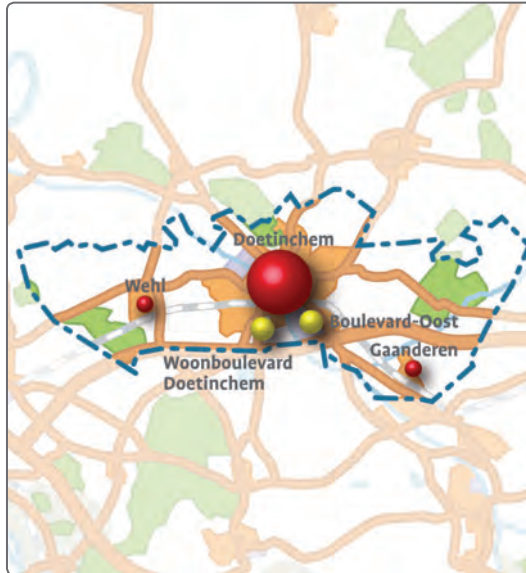 Doetinchem
Wehl
Boulevard-Oost
Woonboulevard
Doetinchem
Gaanderen